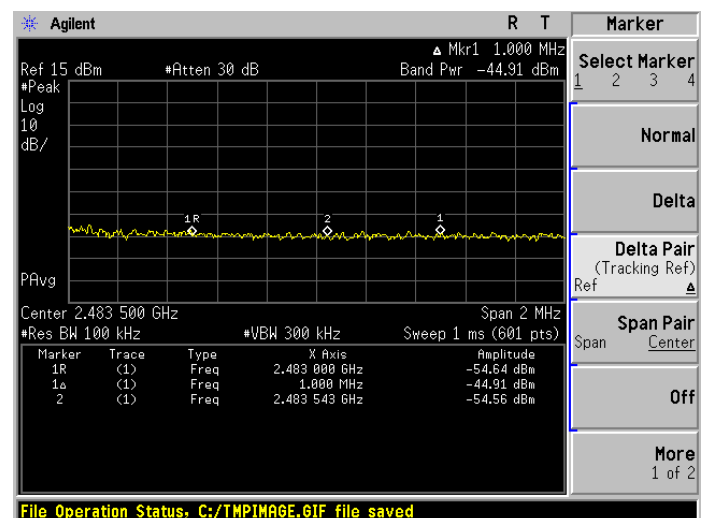 Agilent R T
▵ Mkr1 1.000 MHz
Ref 15 dBm #Atten 30 dB Band Pwr -44.91 dBm
#Peak
Log
10
dB/
1R 2 1
PAvg
Center 2.483 500 GHz Span 2 MHz
#Res BW 100 kHz #VBW 300 kHz Sweep 1 ms (601 pts)
Marker Trace Type X Axis Amplitude
1R (1) Freq 2.483 000 GHz -54.64 dBm
1▵ (1) Freq 1.000 MHz -44.91 dBm
2 (1) Freq 2.483 543 GHz -54.56 dBm
File Operation Status, C:/TMPIMAGE.GIF file saved
Marker
Select Marker
1 2 3 4
Normal
Delta
Delta Pair
(Tracking Ref)
Ref ▵
Span Pair
Span Center
Off
More
1 of 2